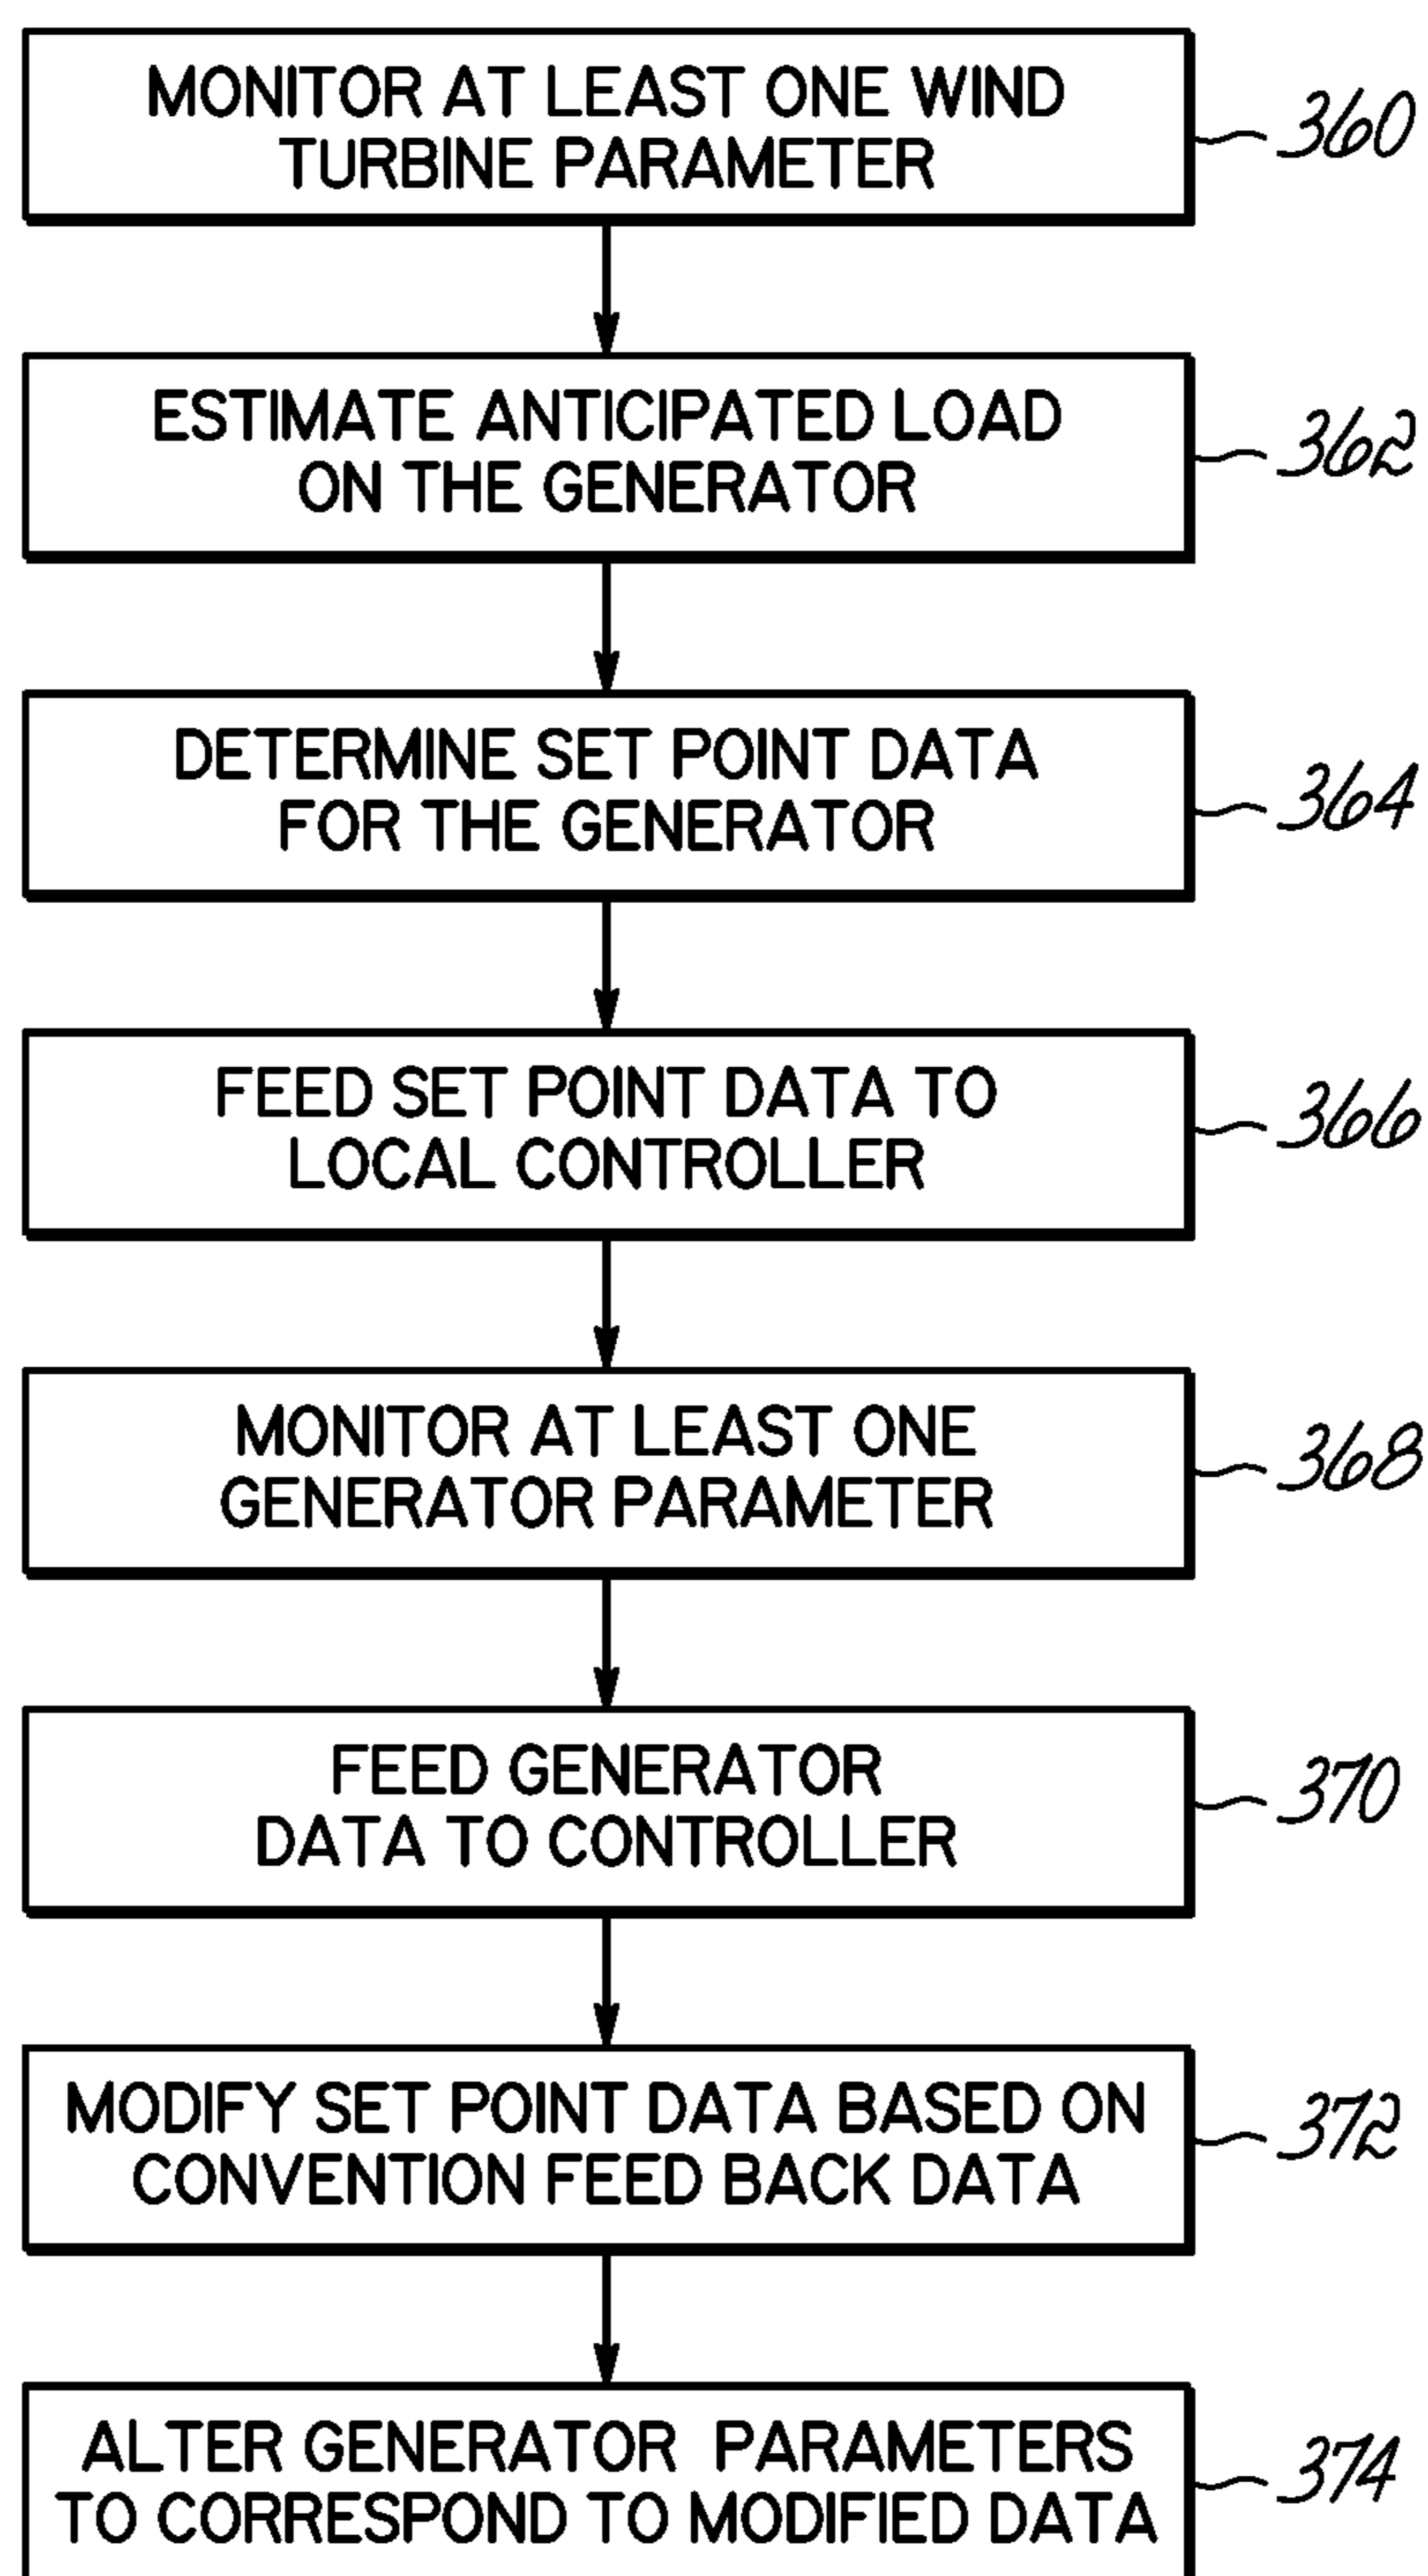 MONITOR AT LEAST ONE WIND
TURBINE PARAMETER
360
ESTIMATE ANTICIPATED LOAD
ON THE GENERATOR
362
DETERMINE SET POINT DATA
FOR THE GENERATOR
364
FEED SET POINT DATA TO
LOCAL CONTROLLER
366
MONITOR AT LEAST ONE
GENERATOR PARAMETER
368
FEED GENERATOR
DATA TO CONTROLLER
370
MODIFY SET POINT DATA BASED ON
CONVENTION FEED BACK DATA
372
ALTER GENERATOR PARAMETERS
TO CORRESPOND TO MODIFIED DATA
374